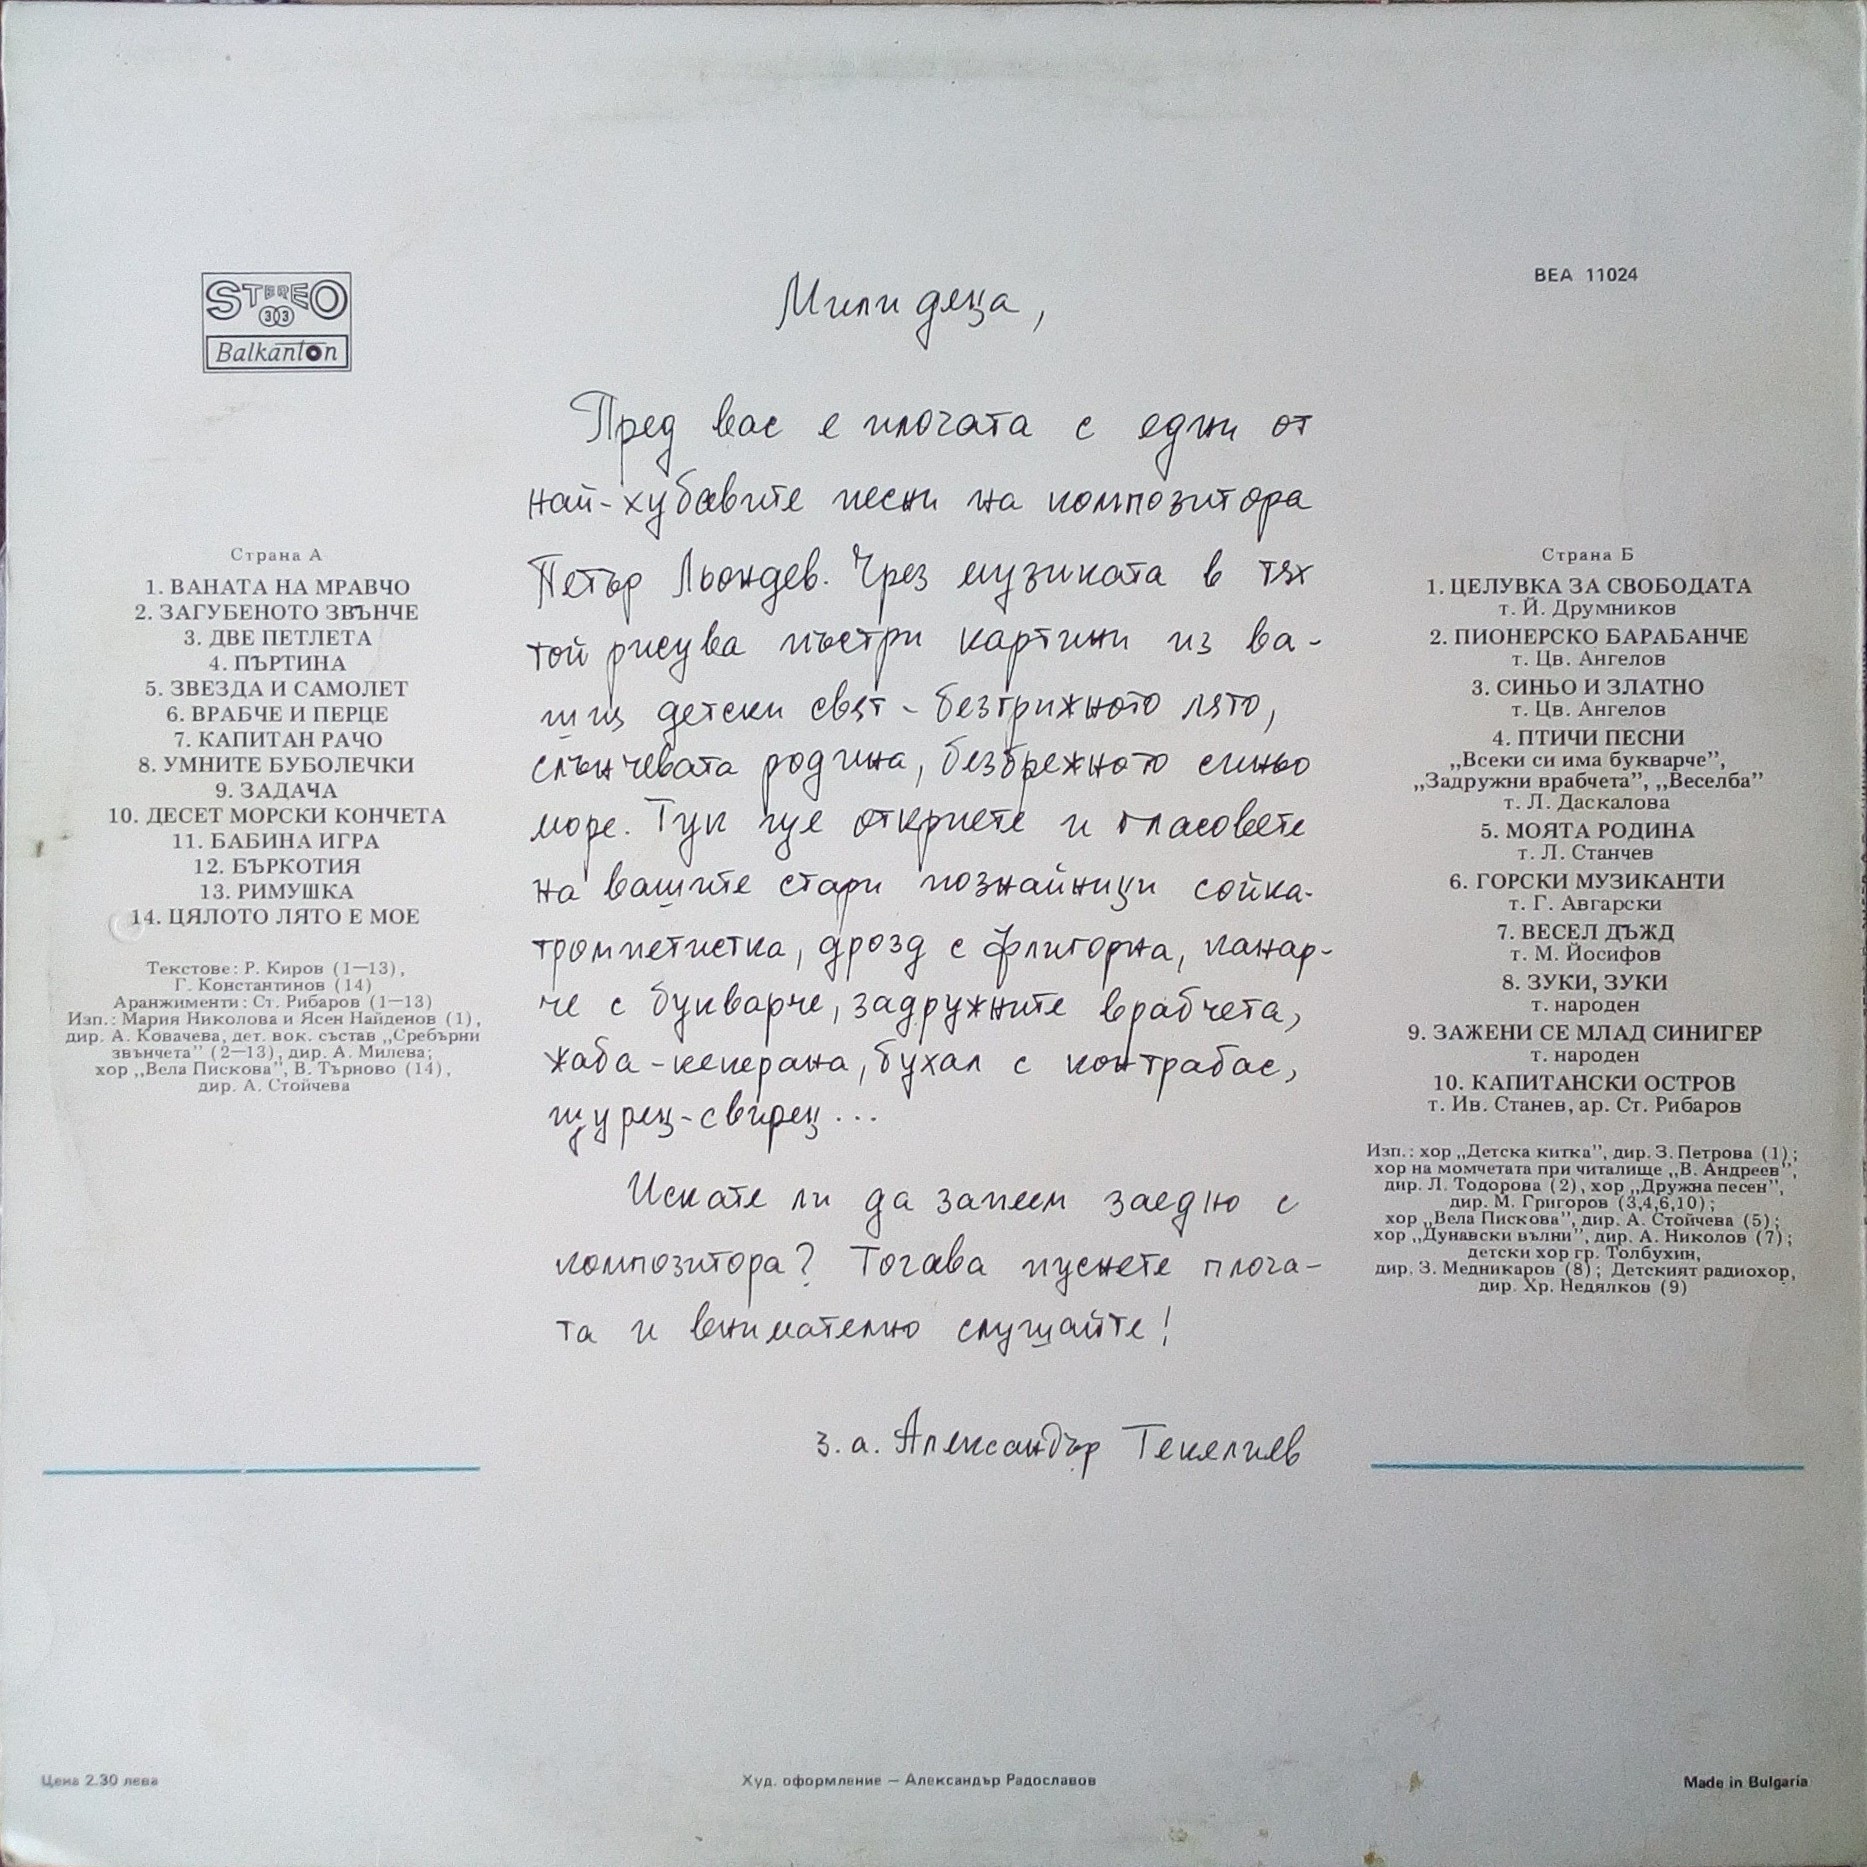 STEREO
33
Balkanton
ВЕА 11024
Мили деца,
Пред вас е плочата с едни от
най-хубавите песни на композитора
Петър Льондев. Чрез музиката в тях
той рисува пъстри картини из ва-
шия детски свят - безгрижното лято,
слънчевата родина, безбрежното синьо
море. Тук ще откриете и гласовете
на вашите стари познайници сойка-
тромпетистка, дрозд с флигорна, канар-
че с букварче, задружните врабчета,
жаба-кекерана, бухал с контрабас,
щурец-свирец...
Искате ли да запеем заедно с
композитора? Тогава пуснете плоча-
та и внимателно слушайте!
з. а. Александър Текелиев
Страна А
1. ВАНАТА НА МРАВЧО
2. ЗАГУБЕНОТО ЗВЪНЧЕ
3. ДВЕ ПЕТЛЕТА
4. ПЪРТИНА
5. ЗВЕЗДА И САМОЛЕТ
6. ВРАБЧЕ И ПЕРЦЕ
7. КАПИТАН РАЧО
8. УМНИТЕ БУБОЛЕЧКИ
9. ЗАДАЧА
10. ДЕСЕТ МОРСКИ КОНЧЕТА
11. БАБИНА ИГРА
12. БЪРКОТИЯ
13. РИМУШКА
14. ЦЯЛОТО ЛЯТО Е МОЕ
Текстове: Р. Киров (1—13),
Г. Константинов (14)
Аранжименти: Ст. Рибаров (1—13)
Изп.: Мария Николова и Ясен Найденов (1),
дир. А. Ковачева, дет. вок. състав „Сребърни
звънчета” (2—13), дир. А. Милева;
хор „Вела Пискова”, В. Търново (14),
дир. А. Стойчева
Страна Б
1. ЦЕЛУВКА ЗА СВОБОДАТА
т. Й. Друмников
2. ПИОНЕРСКО БАРАБАНЧЕ
т. Цв. Ангелов
3. СИНЬО И ЗЛАТНО
т. Цв. Ангелов
4. ПТИЧИ ПЕСНИ
„Всеки си има букварче”,
„Задружни врабчета”, „Веселба”
т. Л. Даскалова
5. МОЯТА РОДИНА
т. Л. Станчев
6. ГОРСКИ МУЗИКАНТИ
т. Г. Авгарски
7. ВЕСЕЛ ДЪЖД
т. М. Йосифов
8. ЗУКИ, ЗУКИ
т. народен
9. ЗАЖЕНИ СЕ МЛАД СИНИГЕР
т. народен
10. КАПИТАНСКИ ОСТРОВ
т. Ив. Станев, ар. Ст. Рибаров
Изп.: хор „Детска китка”, дир. З. Петрова (1);
хор на момчетата при читалище „В. Андреев”,
дир. Л. Тодорова (2), хор „Дружна песен”,
дир. М. Григоров (3,4,6,10);
хор „Вела Пискова”, дир. А. Стойчева (5);
хор „Дунавски вълни”, дир. А. Николов (7);
детски хор гр. Толбухин,
дир. З. Медникаров (8); Детският радиохор,
дир. Хр. Недялков (9)
Цена 2.30 лева
Худ. оформление — Александър Радославов
Made in Bulgaria